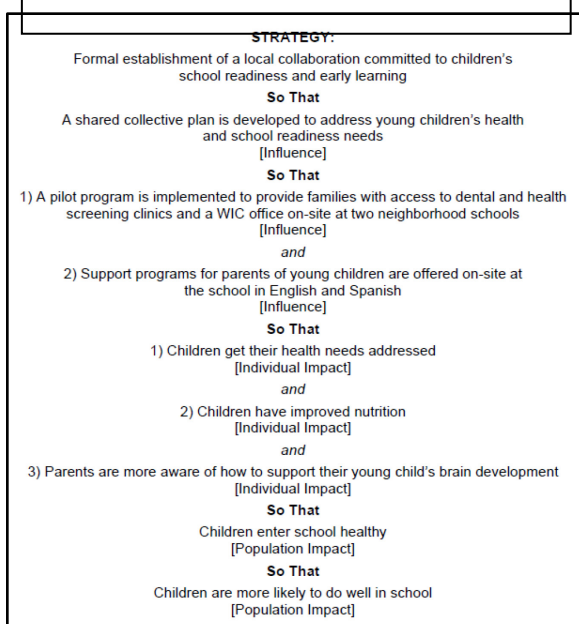 STRATEGY:
Formal establishment of a local collaboration committed to children's
school readiness and early learning
So That
A shared collective plan is developed to address young children's health
and school readiness needs
[Influence]
So That
1) A pilot program is implemented to provide families with access to dental and health
screening clinics and a WIC office on-site at two neighborhood schools
[Influence]
and
2) Support programs for parents of young children are offered on-site at
the school in English and Spanish
[Influence]
So That
1) Children get their health needs addressed
[Individual Impact]
and
2) Children have improved nutrition
[Individual Impact]
and
3) Parents are more aware of how to support their young child's brain development
[Individual Impact]
So That
Children enter school healthy
[Population Impact]
So That
Children are more likely to do well in school
[Population Impact]